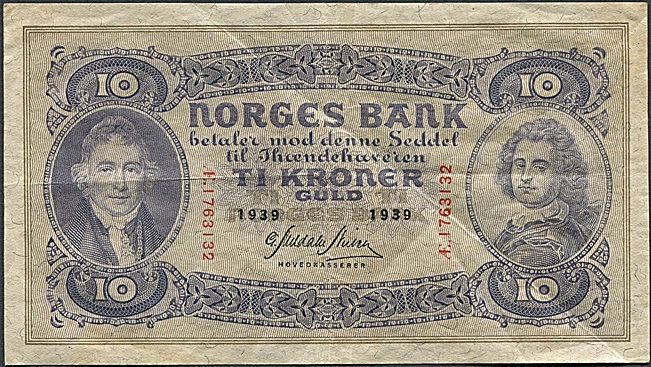 10 10
NORGES BANK
betaler mod denne Seddel
til Ihændehaveren
TI KRONER
GULD
1939 1939
Æ.1763132
Æ.1763132
HOVEDKASSERER
10 10